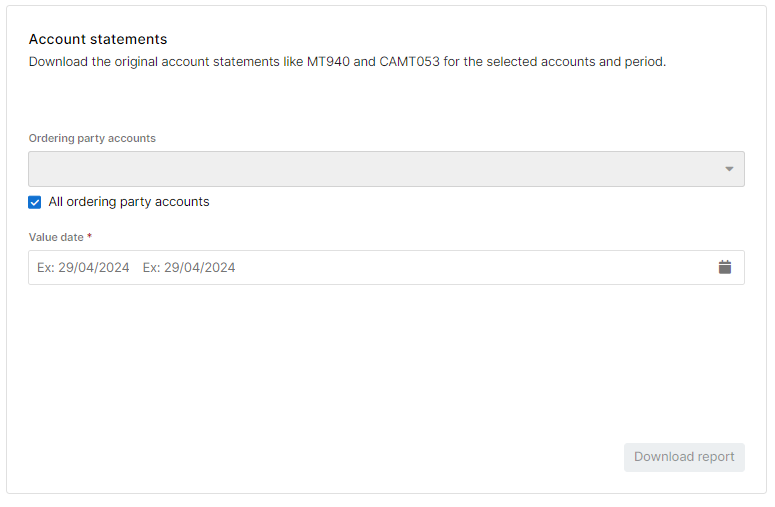 Account statements
Download the original account statements like MT940 and CAMT053 for the selected accounts and period.
Ordering party accounts
All ordering party accounts
Value date *
Ex: 29/04/2024 Ex: 29/04/2024
Download report